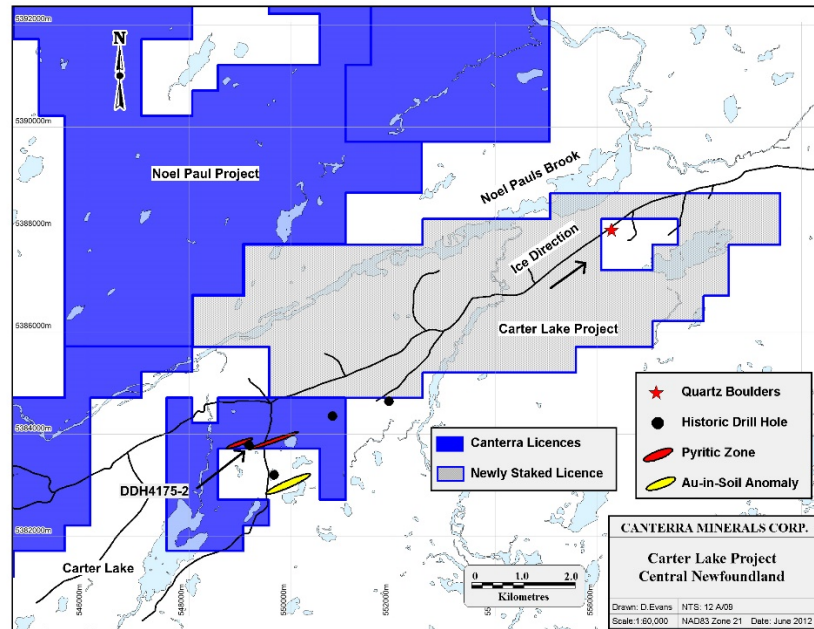 5392000m
N
5390000m
Noel Paul Project
Noel Pauls Brook
5388000m
Ice Direction
5386000m
Carter Lake Project
Quartz Boulders
Historic Drill Hole
Pyritic Zone
Au-in-Soil Anomaly
Canterra Licences
Newly Staked Licence
5384000m
DDH4175-2
5382000m
Carter Lake
546000m
548000m
550000m
552000m
556000m
0 1.0 2.0
Kilometres
CANTERRA MINERALS CORP.
Carter Lake Project
Central Newfoundland
Drawn: D.Evans NTS: 12 A/09
Scale:1:60,000 NAD83 Zone 21 Date: June 2012